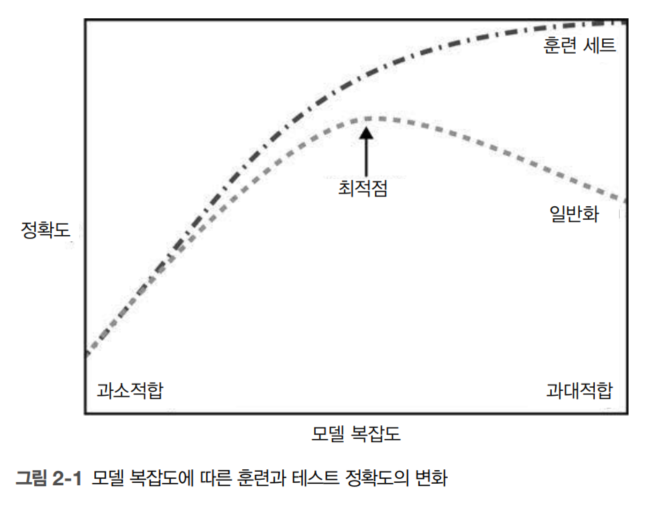 훈련 세트
최적점
일반화
정확도
과소적합
과대적합
모델 복잡도
그림 2-1 모델 복잡도에 따른 훈련과 테스트 정확도의 변화